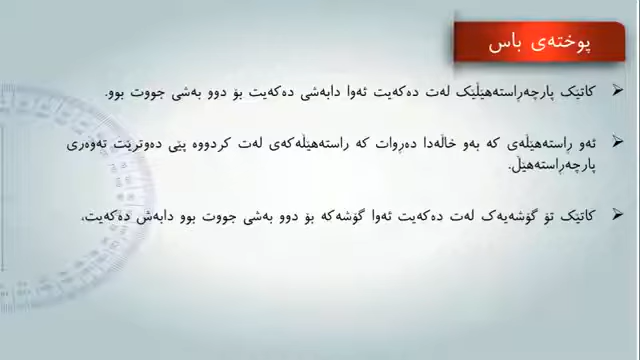 پوختەی باس
کاتێک پارچەڕاستەهێڵێک لەت دەکەیت ئەوا دابەشی دەکەیت بۆ دوو بەشی جووت بوو.
ئەو ڕاستەهێڵەی کە بەو خاڵەدا دەڕوات کە راستەهێڵەکەی لەت کردووە پێی دەوترێت تەوەری
پارچەڕاستەهێڵ.
کاتێک تۆ گۆشەیەک لەت دەکەیت ئەوا گۆشەکە بۆ دوو بەشی جووت بوو دابەش دەکەیت،